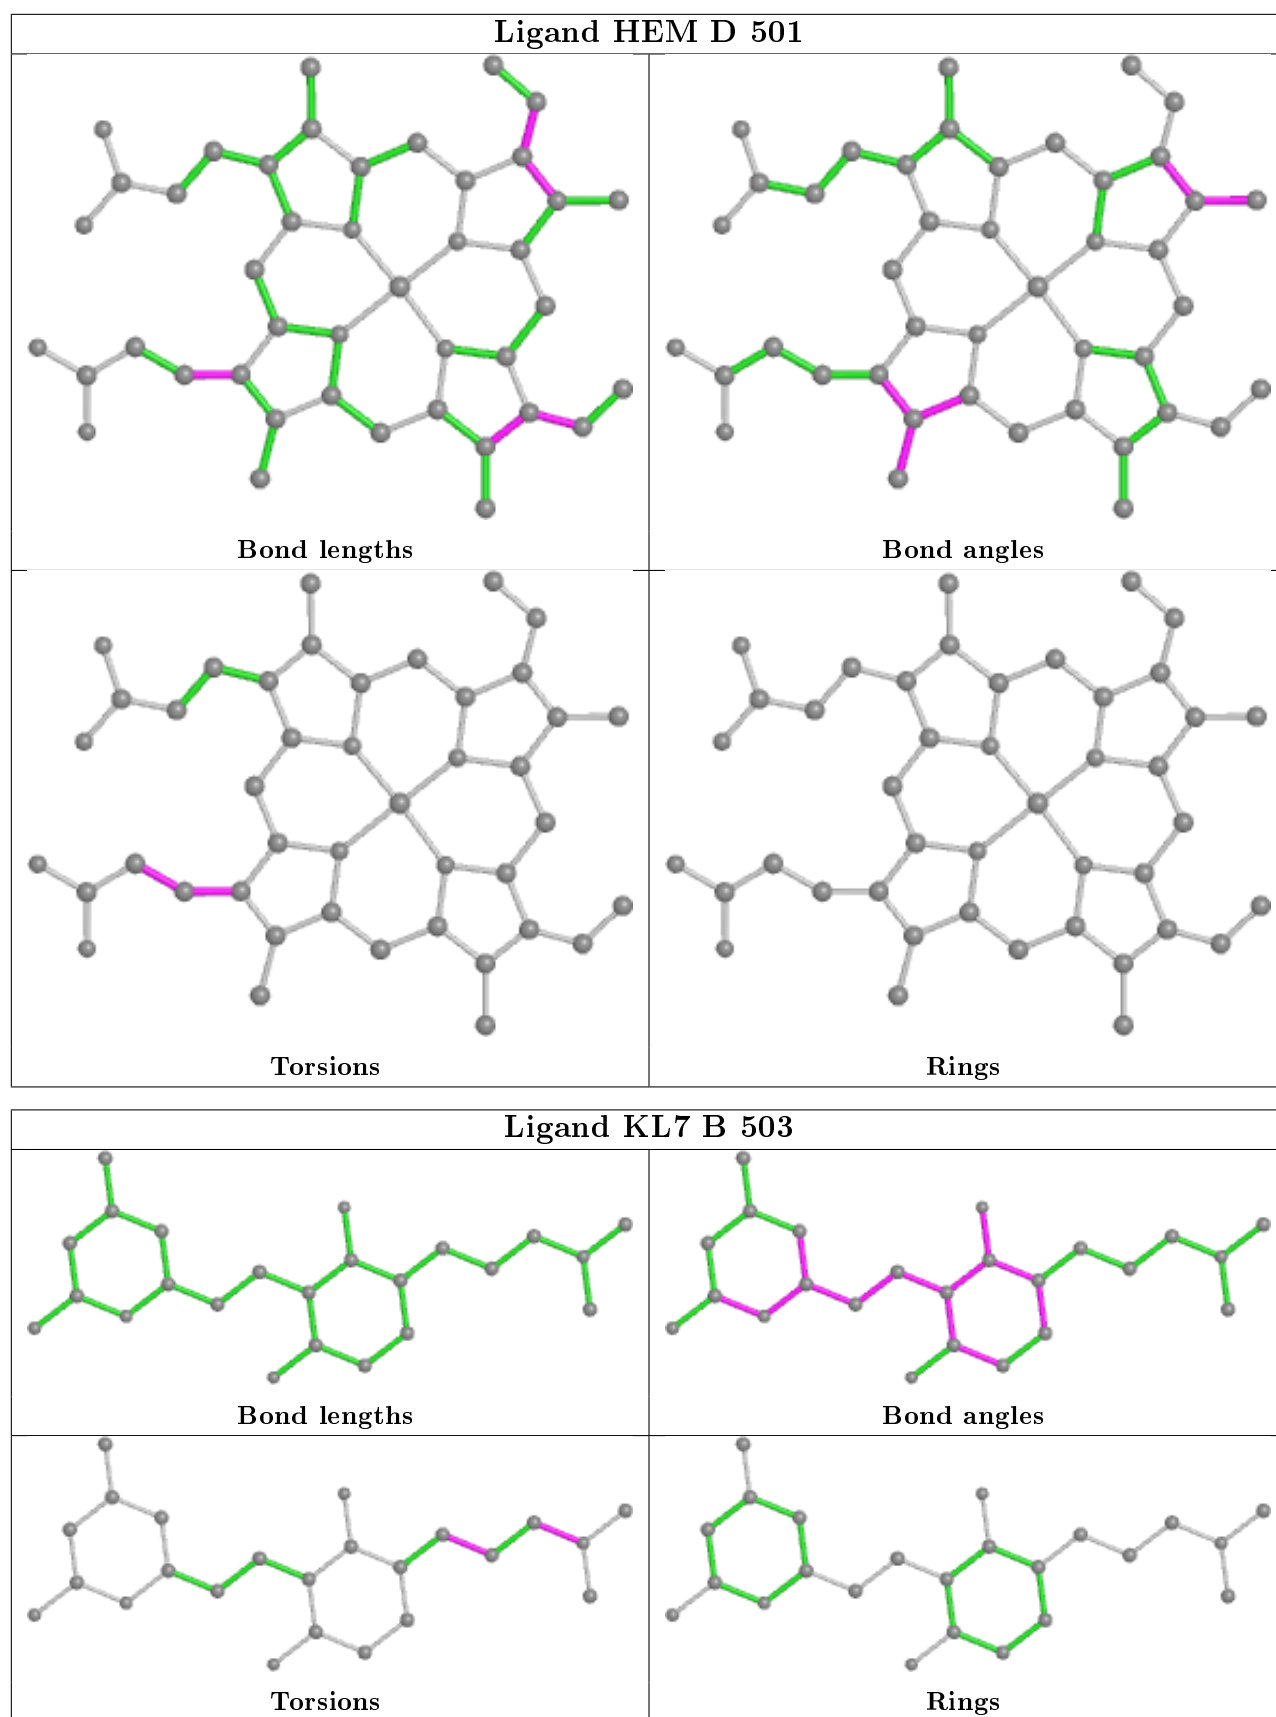 Ligand HEM D 501
Bond lengths
Bond angles
Torsions
Rings
Ligand KL7 B 503
Bond lengths
Bond angles
Torsions
Rings